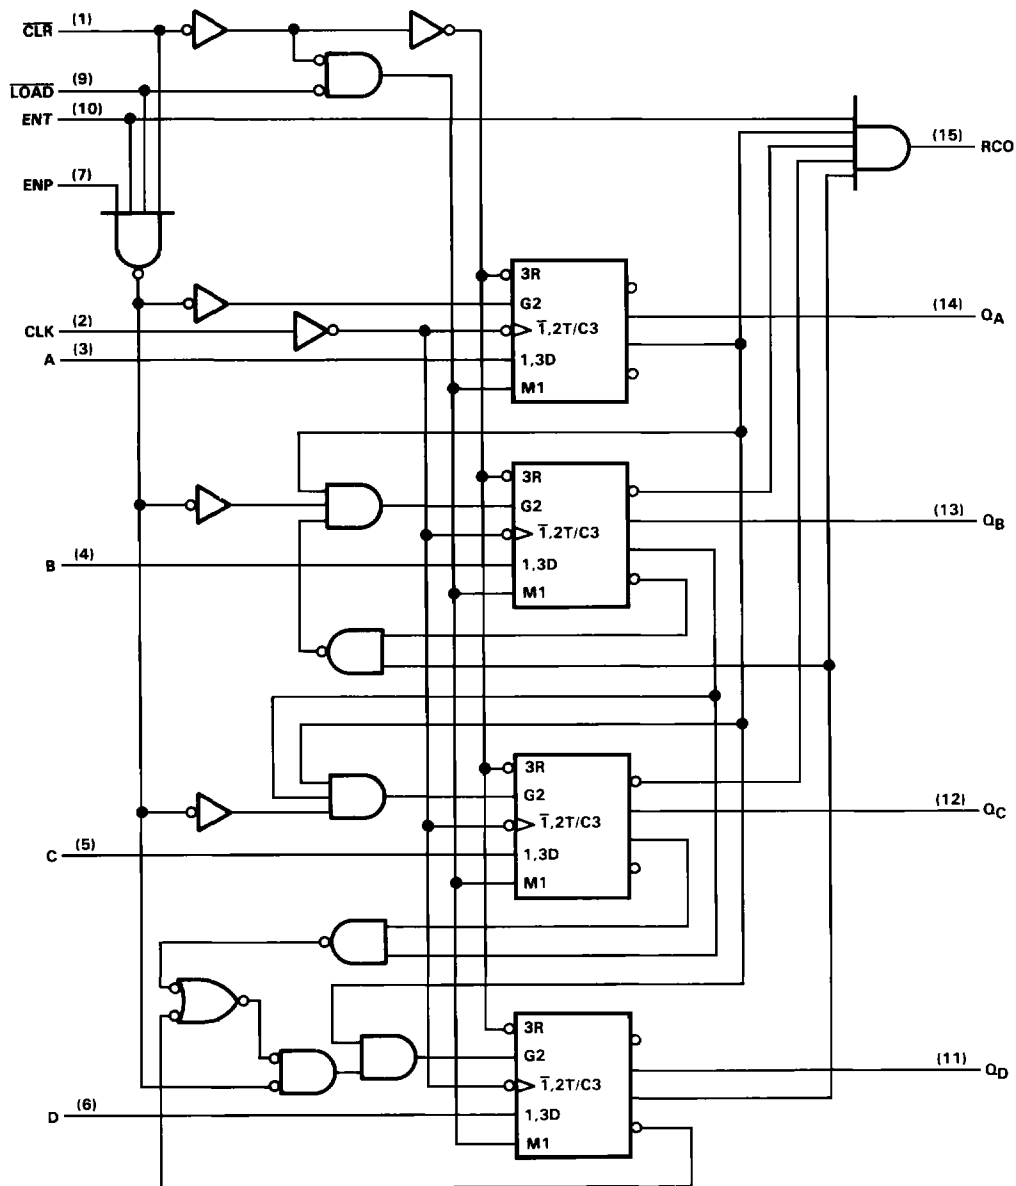 C̅L̅R̅ (1)
L̅O̅A̅D̅ (9)
ENT (10)
ENP (7)
(15) RCO
3R
G2
CLK (2)
1̅,2T/C3
(14) QA
A (3)
1,3D
M1
3R
G2
1̅,2T/C3
(13) QB
B (4)
1,3D
M1
3R
G2
1̅,2T/C3
(12) QC
C (5)
1,3D
M1
3R
G2
1̅,2T/C3
(11) QD
D (6)
1,3D
M1